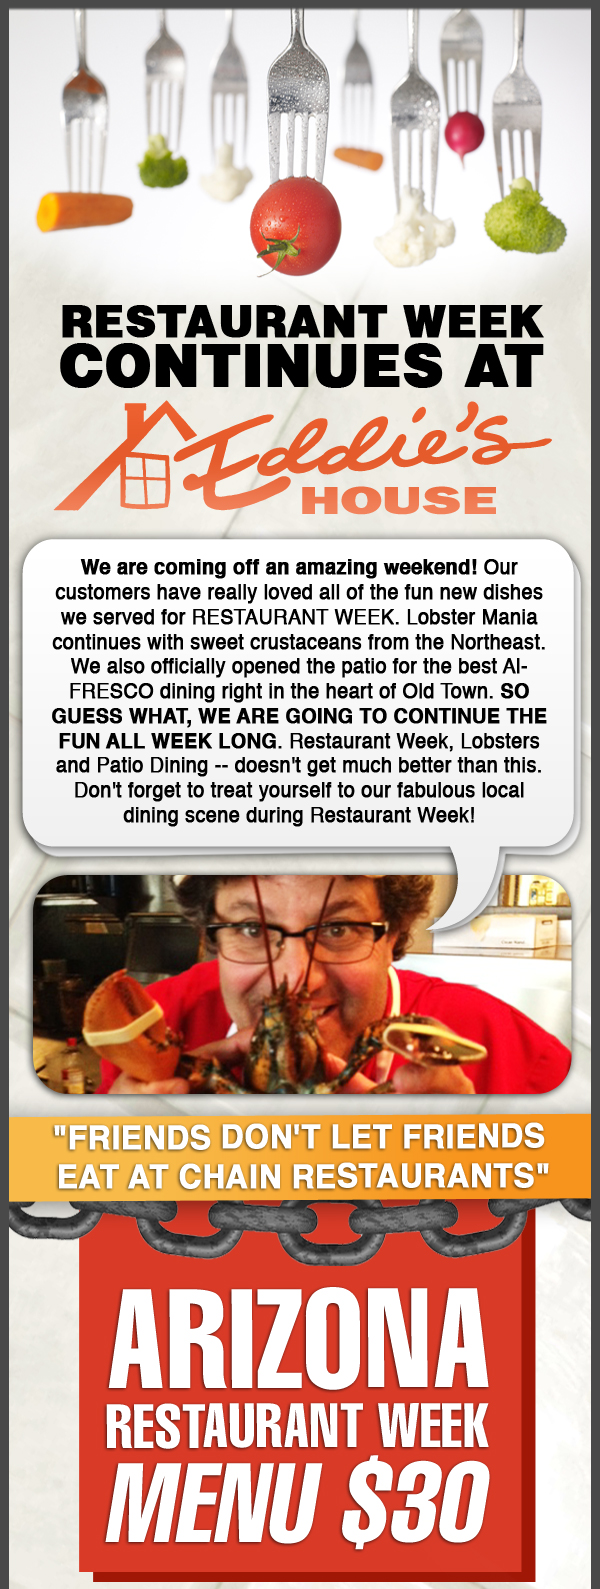 RESTAURANT WEEK
CONTINUES AT
Eddie's
HOUSE
We are coming off an amazing weekend! Our
customers have really loved all of the fun new dishes
we served for RESTAURANT WEEK. Lobster Mania
continues with sweet crustaceans from the Northeast.
We also officially opened the patio for the best Al-
FRESCO dining right in the heart of Old Town. SO
GUESS WHAT, WE ARE GOING TO CONTINUE THE
FUN ALL WEEK LONG. Restaurant Week, Lobsters
and Patio Dining -- doesn't get much better than this.
Don't forget to treat yourself to our fabulous local
dining scene during Restaurant Week!
"FRIENDS DON'T LET FRIENDS
EAT AT CHAIN RESTAURANTS"
ARIZONA
RESTAURANT WEEK
MENU $30